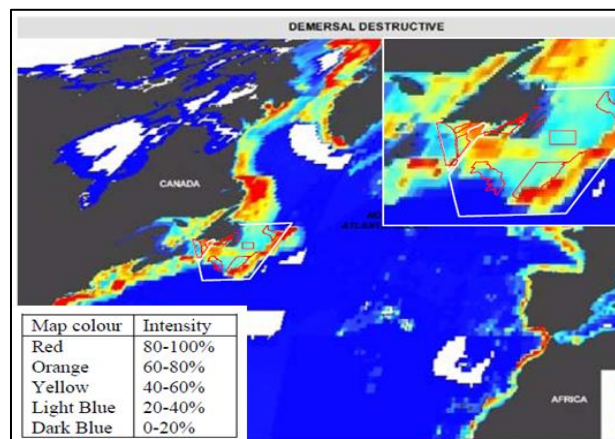 DEMERSAL DESTRUCTIVE
CANADA
AFRICA
Map colour Intensity
Red 80-100%
Orange 60-80%
Yellow 40-60%
Light Blue 20-40%
Dark Blue 0-20%